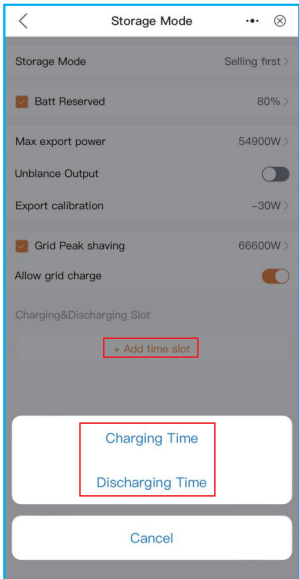 Storage Mode
Storage Mode Selling first >
Batt Reserved 80% >
Max export power 54900W >
Unblance Output
Export calibration -30W >
Grid Peak shaving 66600W >
Allow grid charge
Charging&Discharging Slot
+ Add time slot
Charging Time
Discharging Time
Cancel